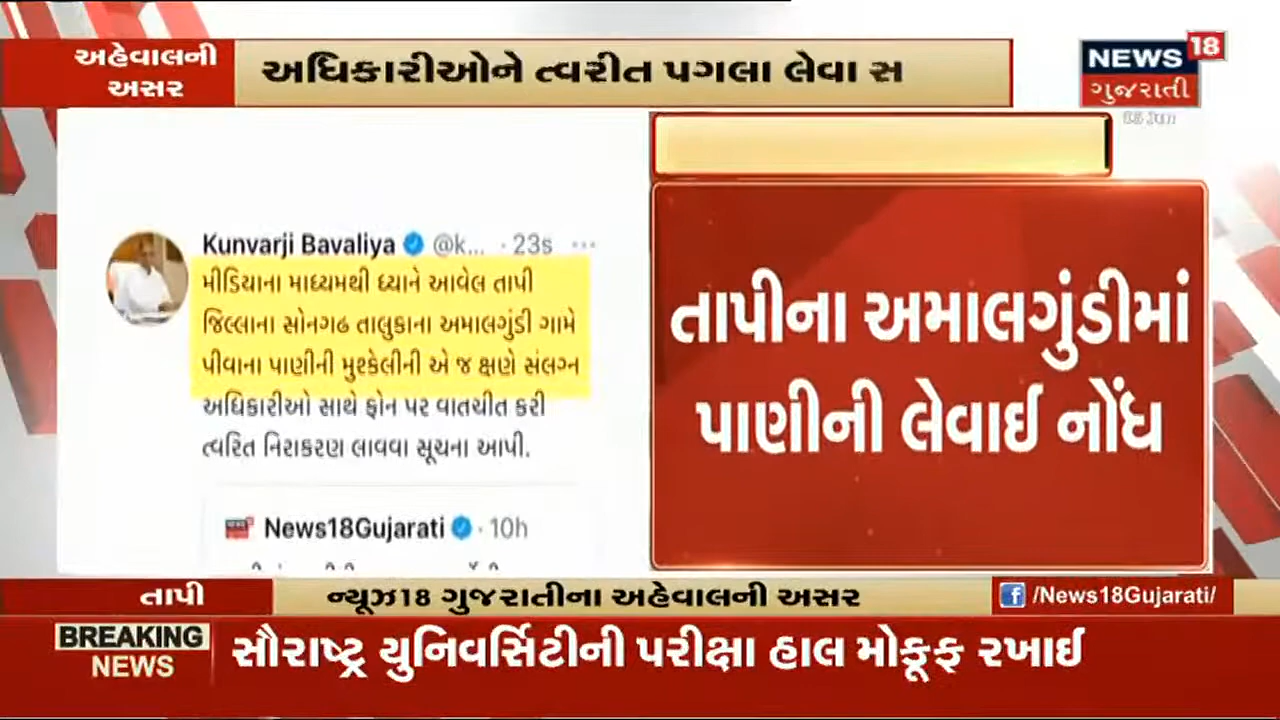 અહેવાલની
અસર
અધિકારીઓને ત્વરીત પગલા લેવા સ
NEWS 18
ગુજરાતી
Kunvarji Bavaliya @k... · 23s ···
મીડિયાના માધ્યમથી ધ્યાને આવેલ તાપી
જિલ્લાના સોનગઢ તાલુકાના અમાલગુંડી ગામે
પીવાના પાણીની મુશ્કેલીની એ જ ક્ષણે સંલગ્ન
અધિકારીઓ સાથે ફોન પર વાતચીત કરી
ત્વરિત નિરાકરણ લાવવા સૂચના આપી.
News18Gujarati · 10h
તાપીના અમાલગુંડીમાં
પાણીની લેવાઈ નોંધ
તાપી
ન્યૂઝ18 ગુજરાતીના અહેવાલની અસર
/News18Gujarati/
BREAKING
NEWS
સૌરાષ્ટ્ર યુનિવર્સિટીની પરીક્ષા હાલ મોકૂફ રખાઈ